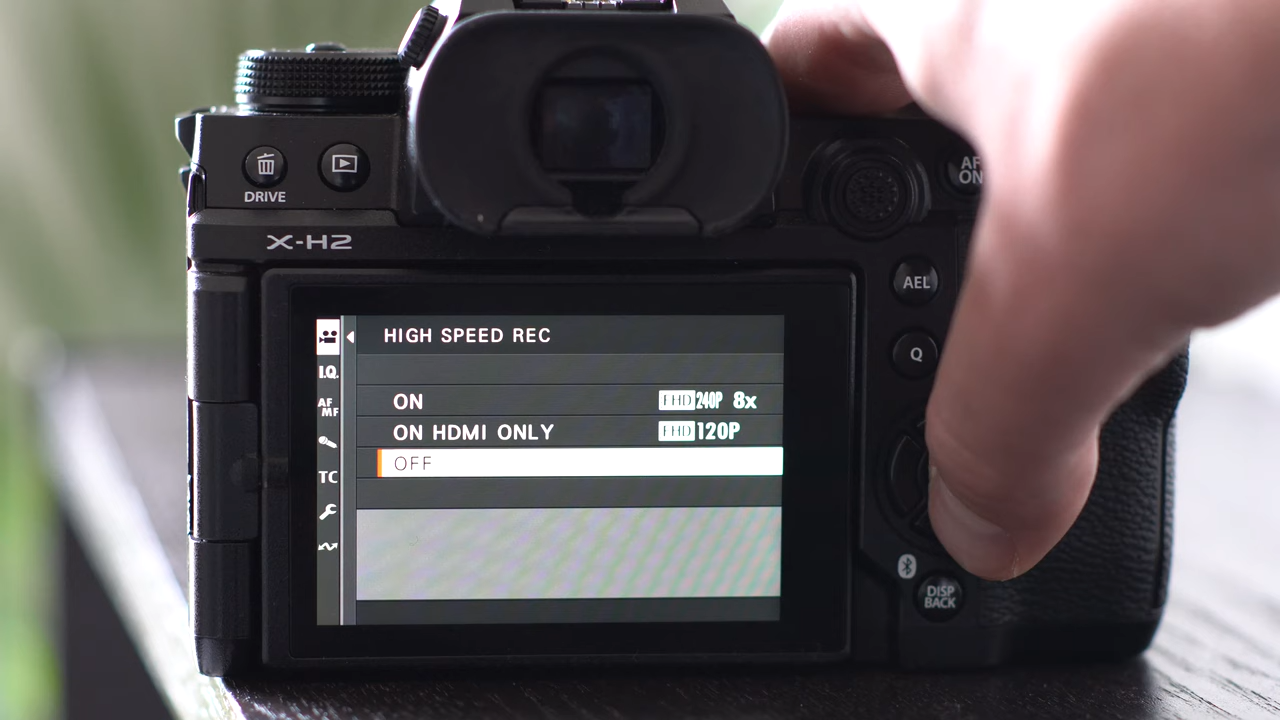 DRIVE
X-H2
AF
ON
AEL
Q
HIGH SPEED REC
I.Q.
AF
MF
TC
ON FHD 240P 8x
ON HDMI ONLY FHD 120P
OFF
DISP
BACK